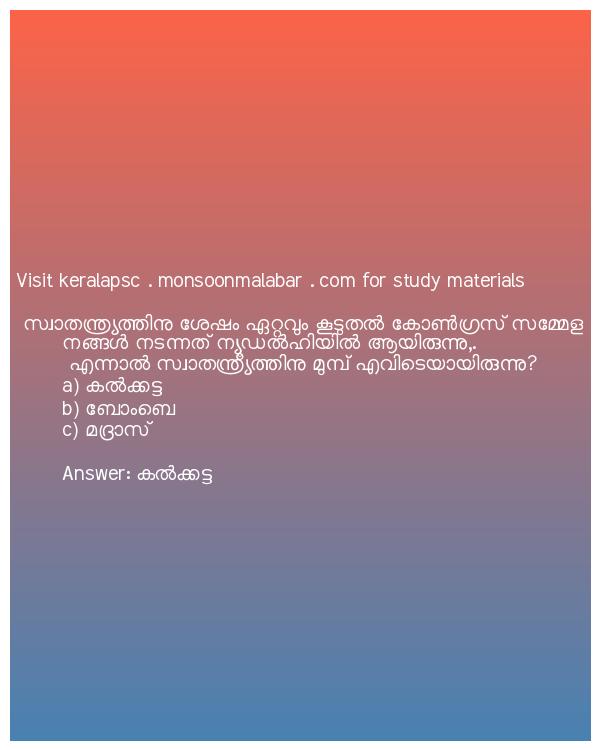 Visit keralapsc . monsoonmalabar . com for study materials
സ്വാതന്ത്ര്യത്തിനു ശേഷം ഏറ്റവും കൂടുതൽ കോൺഗ്രസ് സമ്മേള
നങ്ങൾ നടന്നത് ന്യൂഡൽഹിയിൽ ആയിരുന്നു,.
എന്നാൽ സ്വാതന്ത്ര്യത്തിനു മുമ്പ് എവിടെയായിരുന്നു?
a) കൽക്കട്ട
b) ബോംബെ
c) മദ്രാസ്
Answer: കൽക്കട്ട